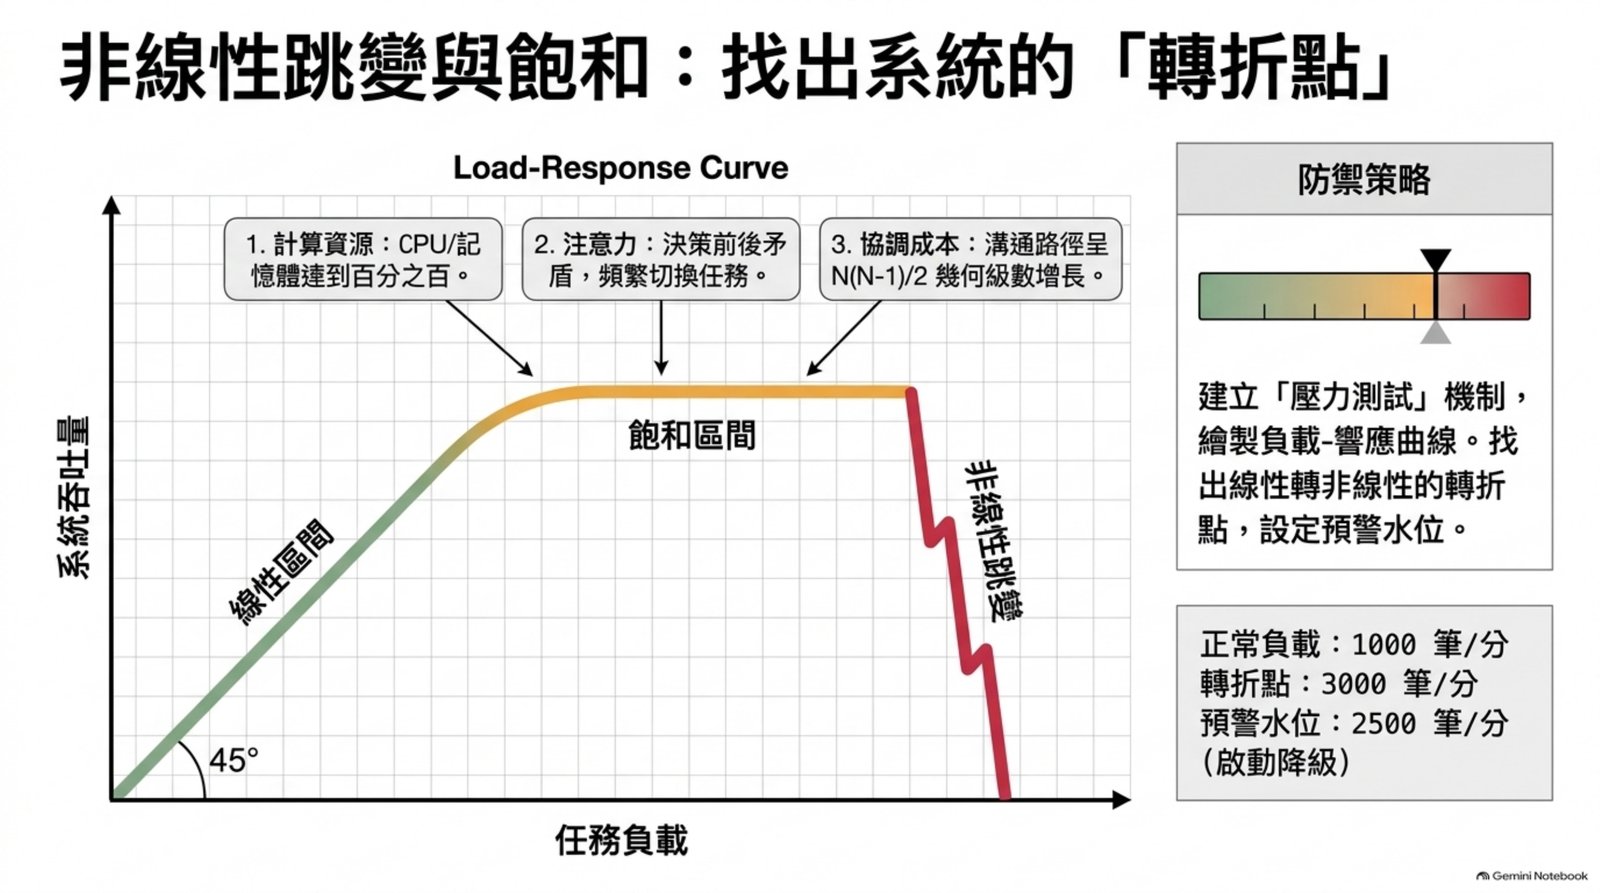 非線性跳變與飽和：找出系統的「轉折點」
Load-Response Curve
1. 計算資源：CPU/記
憶體達到百分之百。
2. 注意力：決策前後矛
盾，頻繁切換任務。
3. 協調成本：溝通路徑呈
N(N-1)/2 幾何級數增長。
系統吞吐量
線性區間
飽和區間
非線性跳變
45°
任務負載
防禦策略
建立「壓力測試」機制，
繪製負載-響應曲線。找
出線性轉非線性的轉折
點，設定預警水位。
正常負載：1000 筆/分
轉折點：3000 筆/分
預警水位：2500 筆/分
(啟動降級)
Gemini Notebook